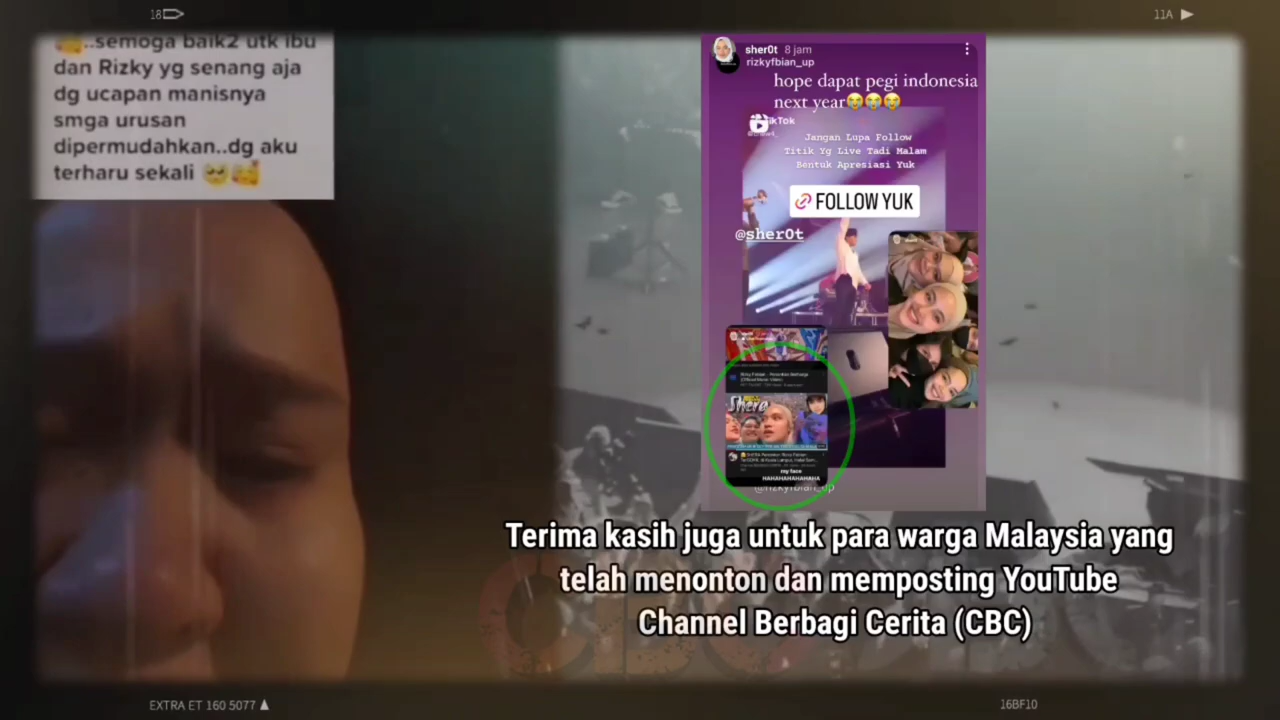 18
11A
🥰..semoga baik2 utk ibu
dan Rizky yg senang aja
dg ucapan manisnya
smga urusan
dipermudahkan..dg aku
terharu sekali 🥺🥰
sher0t 8 jam
rizkyfbian_up
hope dapat pegi indonesia
next year😭😭😭
Jangan Lupa Follow
Titik Yg Live Tadi Malam
Bentuk Apresiasi Yuk
FOLLOW YUK
@sher0t
Shera
my face
HAHAHAHAHAHAHA
@rizkyfbian_up
Terima kasih juga untuk para warga Malaysia yang
telah menonton dan memposting YouTube
Channel Berbagi Cerita (CBC)
EXTRA ET 160 5077
16BF10